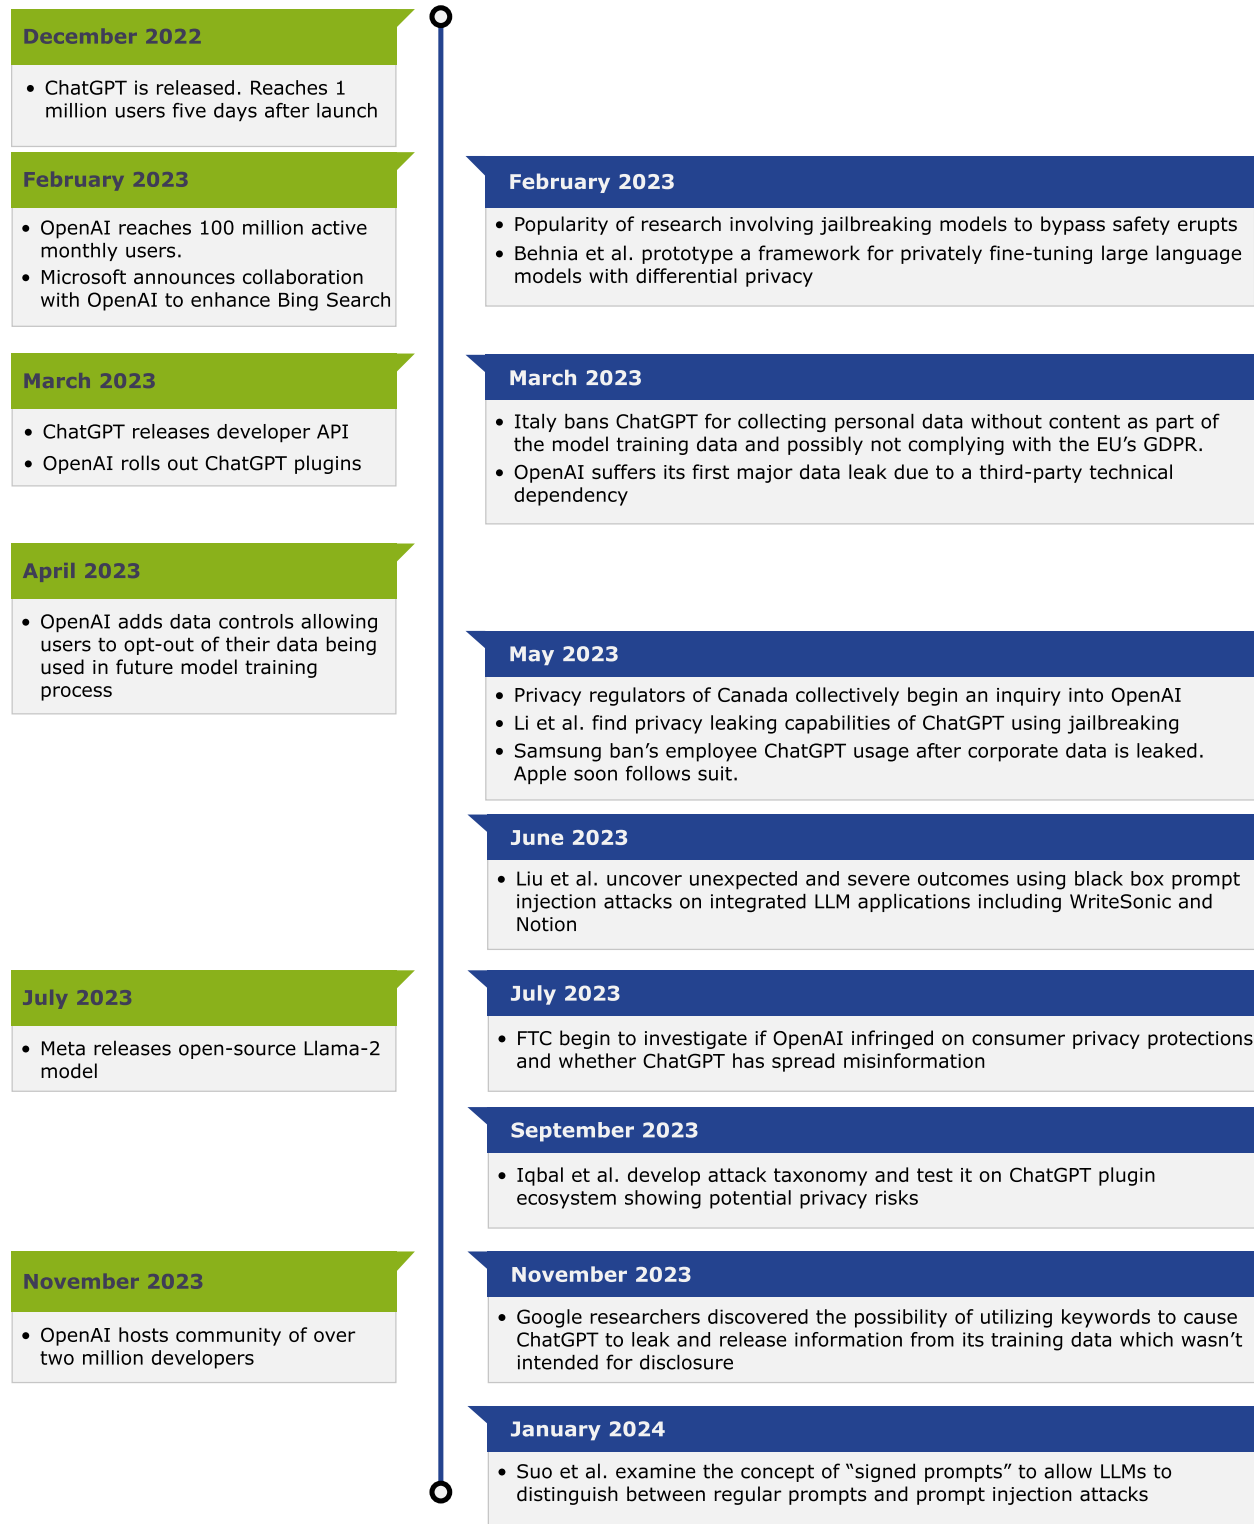 December 2022
• ChatGPT is released. Reaches 1
million users five days after launch
February 2023
• OpenAI reaches 100 million active
monthly users.
• Microsoft announces collaboration
with OpenAI to enhance Bing Search
February 2023
• Popularity of research involving jailbreaking models to bypass safety erupts
• Behnia et al. prototype a framework for privately fine-tuning large language
models with differential privacy
March 2023
• ChatGPT releases developer API
• OpenAI rolls out ChatGPT plugins
March 2023
• Italy bans ChatGPT for collecting personal data without content as part of
the model training data and possibly not complying with the EU’s GDPR.
• OpenAI suffers its first major data leak due to a third-party technical
dependency
April 2023
• OpenAI adds data controls allowing
users to opt-out of their data being
used in future model training
process
May 2023
• Privacy regulators of Canada collectively begin an inquiry into OpenAI
• Li et al. find privacy leaking capabilities of ChatGPT using jailbreaking
• Samsung ban’s employee ChatGPT usage after corporate data is leaked.
Apple soon follows suit.
June 2023
• Liu et al. uncover unexpected and severe outcomes using black box prompt
injection attacks on integrated LLM applications including WriteSonic and
Notion
July 2023
• Meta releases open-source Llama-2
model
July 2023
• FTC begin to investigate if OpenAI infringed on consumer privacy protections
and whether ChatGPT has spread misinformation
September 2023
• Iqbal et al. develop attack taxonomy and test it on ChatGPT plugin
ecosystem showing potential privacy risks
November 2023
• OpenAI hosts community of over
two million developers
November 2023
• Google researchers discovered the possibility of utilizing keywords to cause
ChatGPT to leak and release information from its training data which wasn’t
intended for disclosure
January 2024
• Suo et al. examine the concept of “signed prompts” to allow LLMs to
distinguish between regular prompts and prompt injection attacks